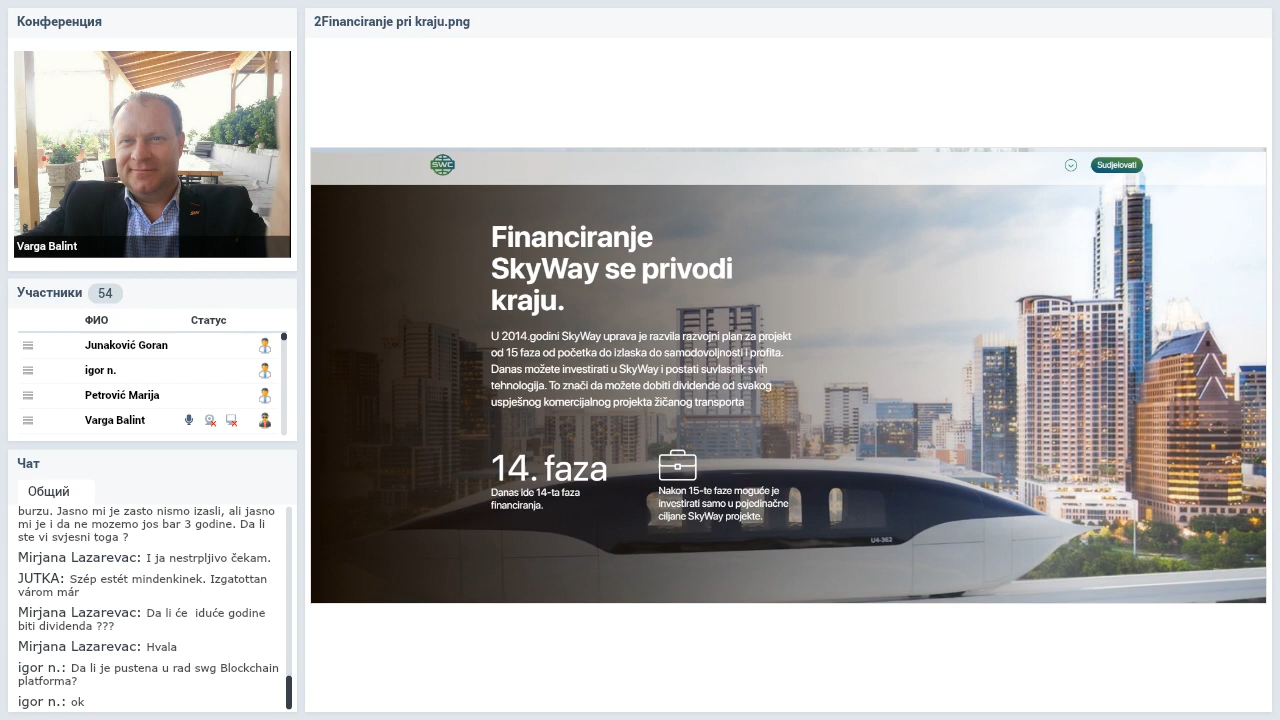 Конференция
Varga Balint
Участники 54
ФИО Статус
Junaković Goran
igor n.
Petrović Marija
Varga Balint
Чат
Общий
burzu. Jasno mi je zasto nismo izasli, ali jasno
mi je i da ne mozemo jos bar 3 godine. Da li
ste vi svjesni toga ?
Mirjana Lazarevac: I ja nestrpljivo čekam.
JUTKA: Szép estét mindenkinek. Izgatottan
várom már
Mirjana Lazarevac: Da li će iduće godine
biti dividenda ???
Mirjana Lazarevac: Hvala
igor n.: Da li je pustena u rad swg Blockchain
platforma?
igor n.: ok
2Financiranje pri kraju.png
SWC
Sudjelovati
Financiranje
SkyWay se privodi
kraju.
U 2014.godini SkyWay uprava je razvila razvojni plan za projekt
od 15 faza od početka do izlaska do samodovoljnosti i profita.
Danas možete investirati u SkyWay i postati suvlasnik svih
tehnologija. To znači da možete dobiti dividende od svakog
uspješnog komercijalnog projekta žičanog transporta
14. faza
Danas ide 14-ta faza
financiranja.
Nakon 15-te faze moguće je
investirati samo u pojedinačne
ciljane SkyWay projekte.
U4-362